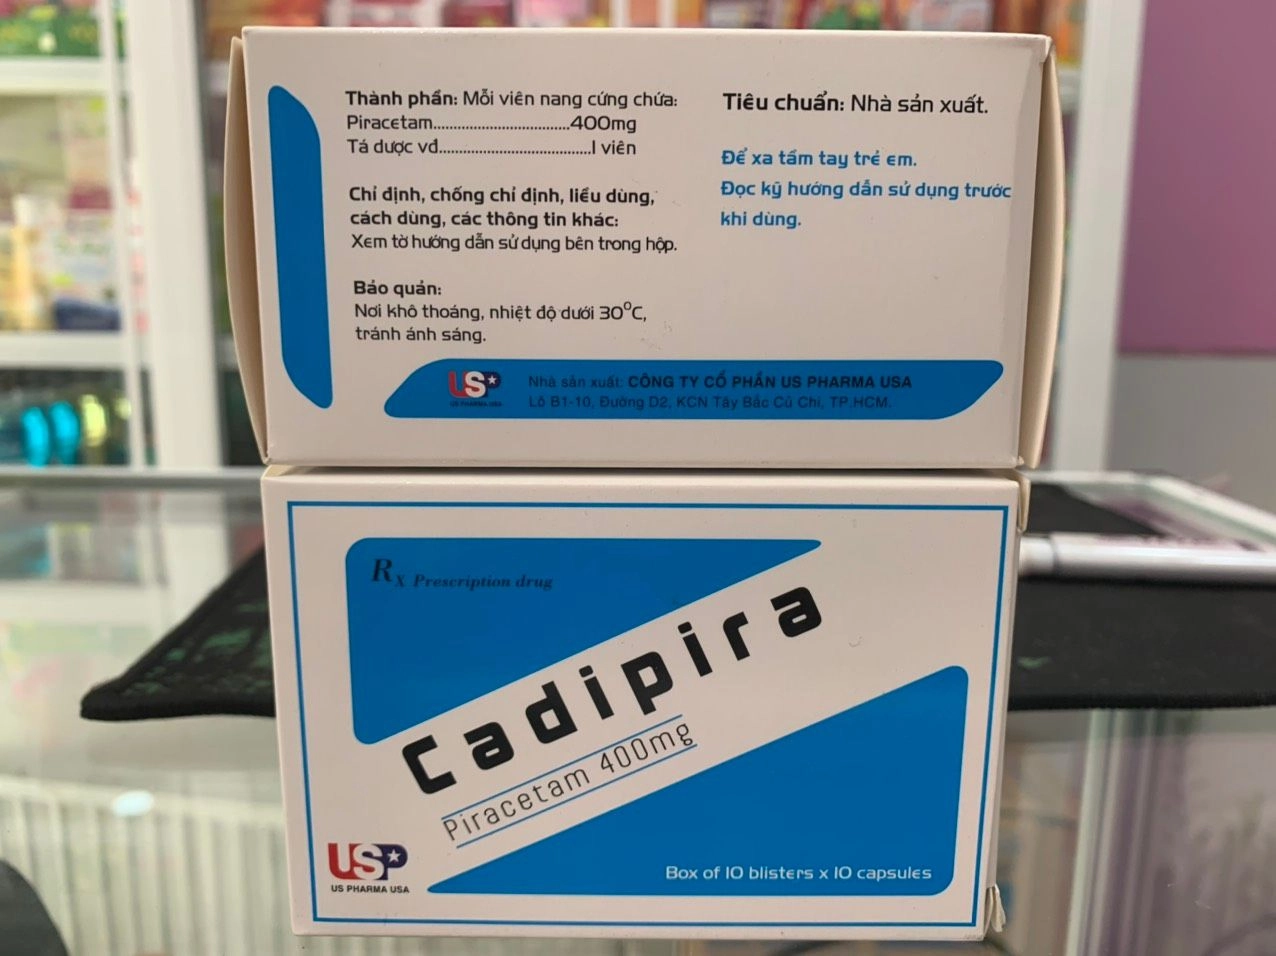 Thành phần: Mỗi viên nang cứng chứa:
Piracetam..................................400mg
Tá dược vđ......................................1 viên
Chỉ định, chống chỉ định, liều dùng,
cách dùng, các thông tin khác:
Xem tờ hướng dẫn sử dụng bên trong hộp.
Bảo quản:
Nơi khô thoáng, nhiệt độ dưới 30°C,
tránh ánh sáng.
Tiêu chuẩn: Nhà sản xuất.
Để xa tầm tay trẻ em.
Đọc kỹ hướng dẫn sử dụng trước
khi dùng.
USP
US PHARMA USA
Nhà sản xuất: CÔNG TY CỔ PHẦN US PHARMA USA
Lô B1-10, Đường D2, KCN Tây Bắc Củ Chi, TP.HCM.
Rx Prescription drug
Cadipira
Piracetam 400mg
USP
US PHARMA USA
Box of 10 blisters x 10 capsules